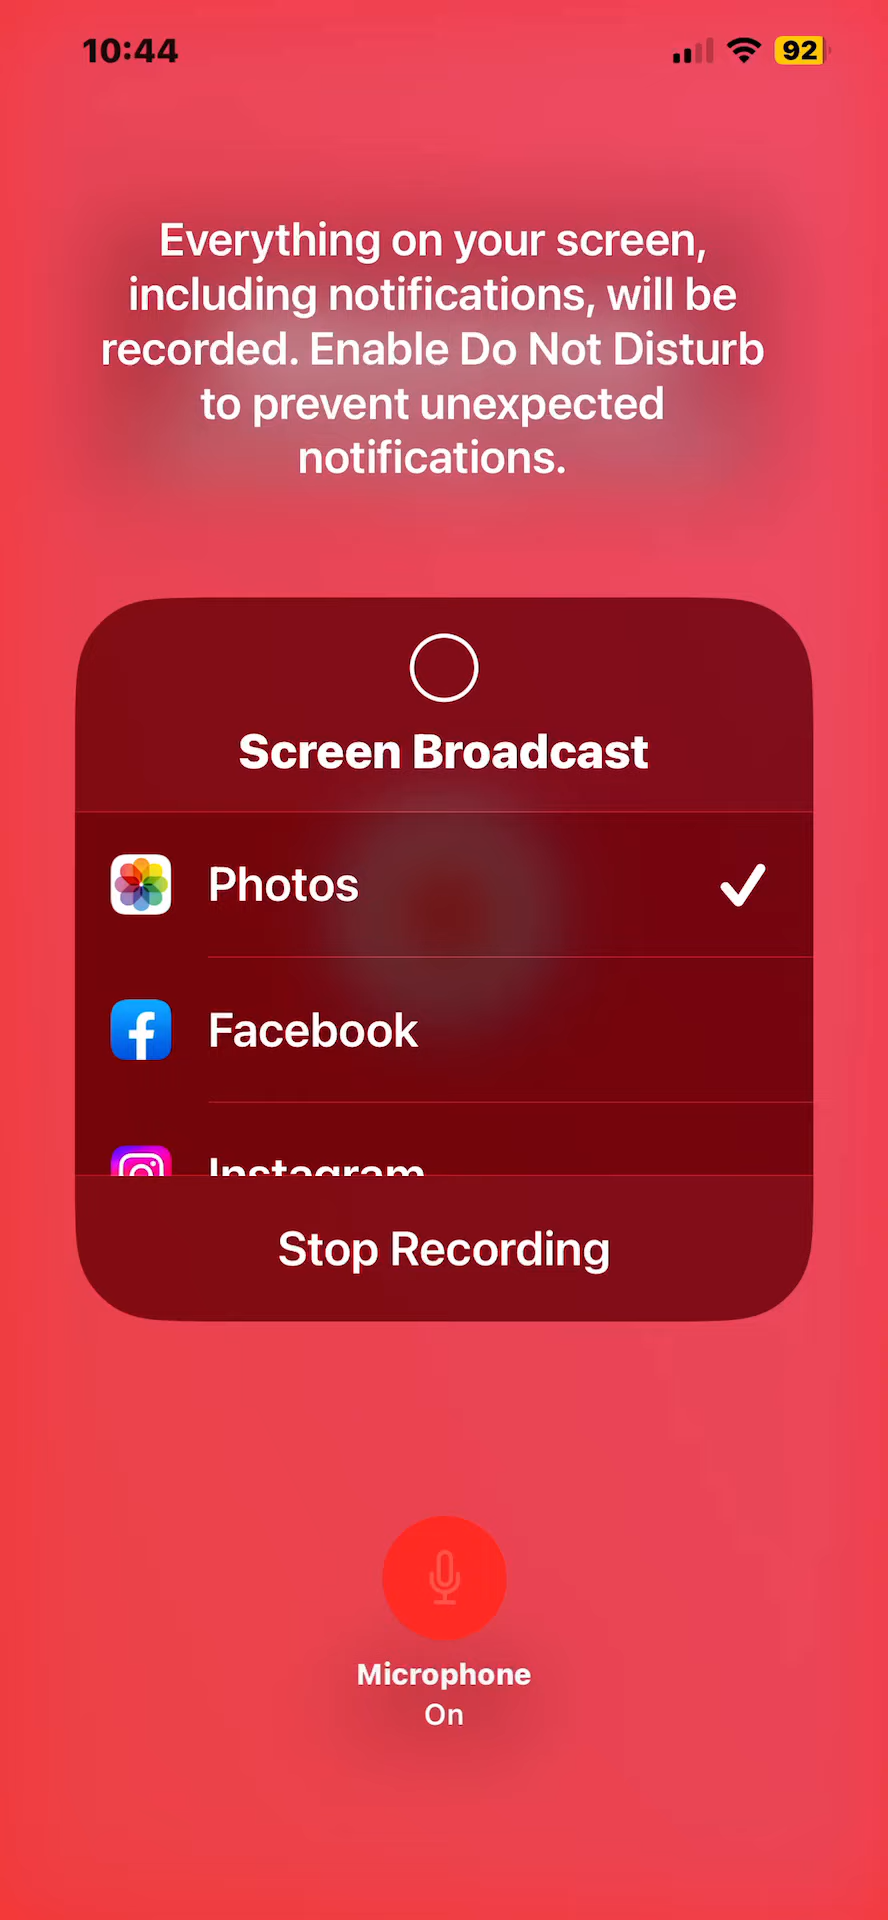 10:44
92
Everything on your screen,
including notifications, will be
recorded. Enable Do Not Disturb
to prevent unexpected
notifications.
Screen Broadcast
Photos
Facebook
Instagram
Stop Recording
Microphone
On